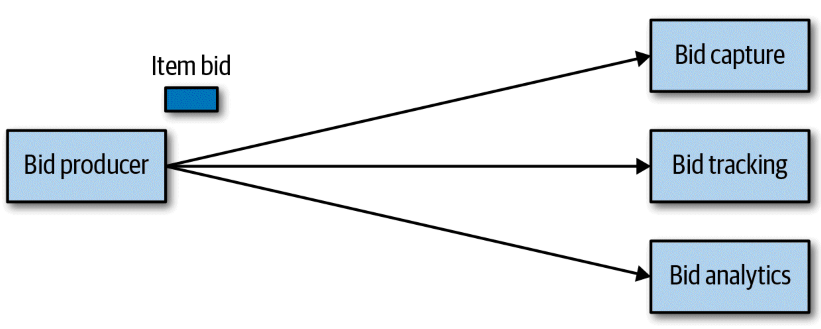 Item bid
Bid producer
Bid capture
Bid tracking
Bid analytics